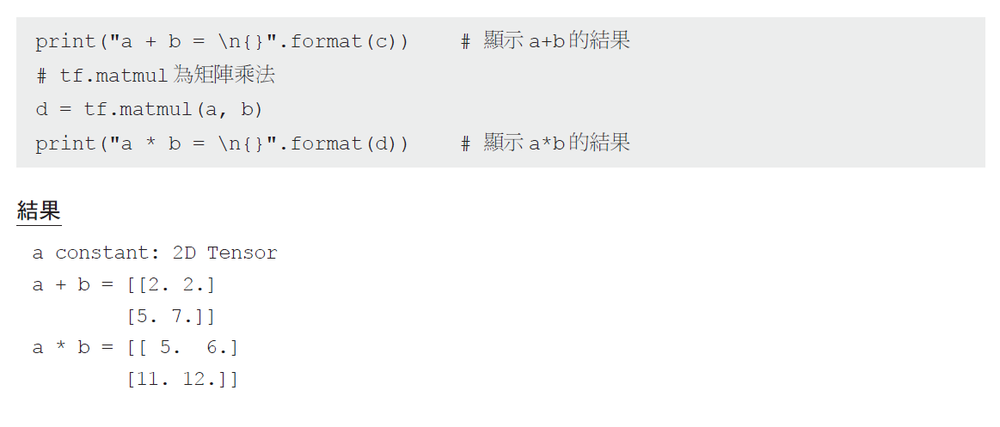 print("a + b = \n{}".format(c))    # 顯示 a+b 的結果
# tf.matmul 為矩陣乘法
d = tf.matmul(a, b)
print("a * b = \n{}".format(d))    # 顯示 a*b 的結果
結果
a constant: 2D Tensor
a + b = [[2. 2.]
        [5. 7.]]
a * b = [[ 5.  6.]
        [11. 12.]]